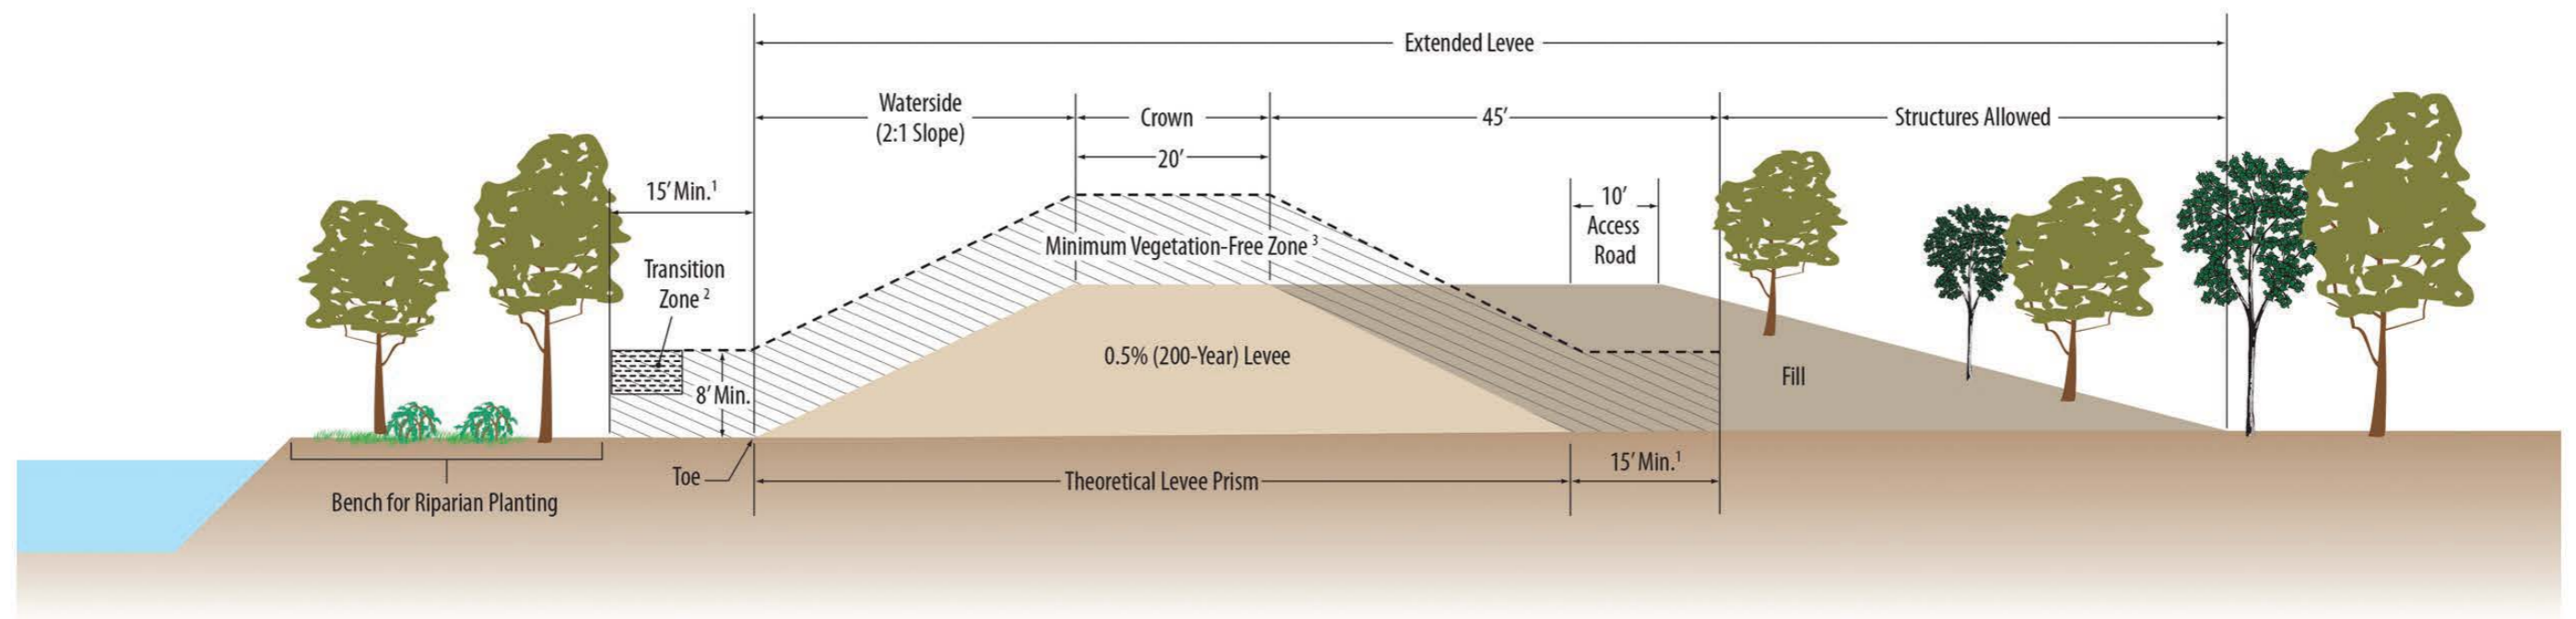 Extended Levee
Waterside
(2:1 Slope)
Crown
45'
Structures Allowed
20'
15' Min.¹
10'
Access
Road
Minimum Vegetation-Free Zone ³
Transition
Zone ²
0.5% (200-Year) Levee
Fill
8' Min.
Toe
Theoretical Levee Prism
15' Min.¹
Bench for Riparian Planting